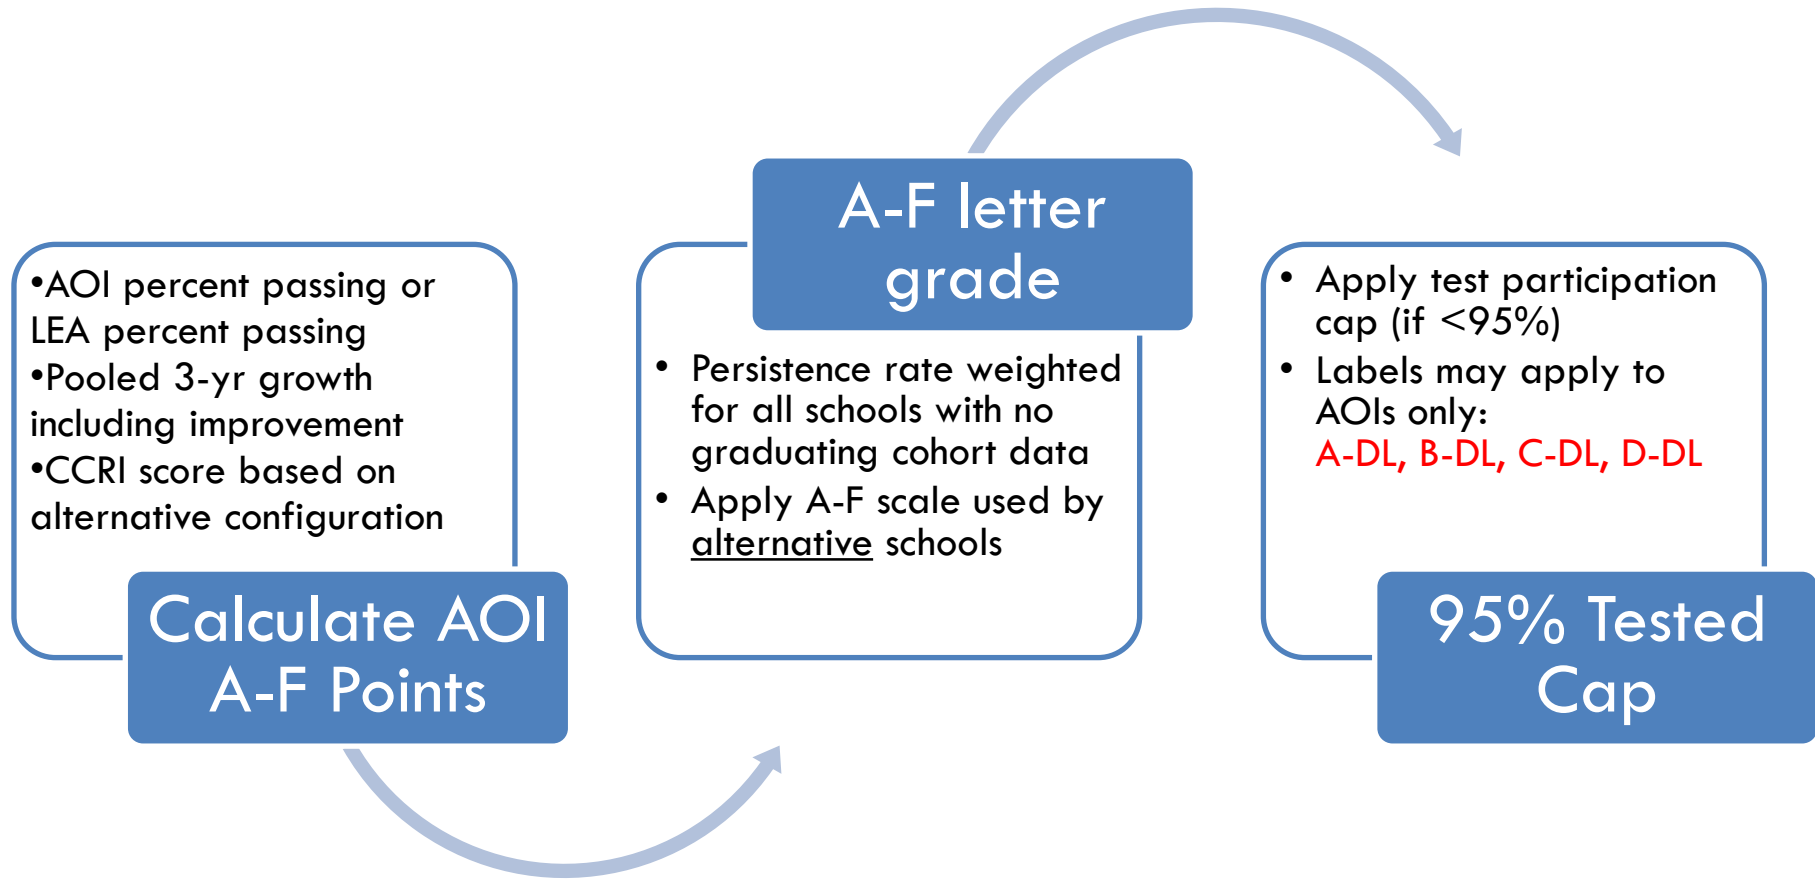 •AOI percent passing or
LEA percent passing
•Pooled 3-yr growth
including improvement
•CCRI score based on
alternative configuration
Calculate AOI
A-F Points
A-F letter
grade
• Persistence rate weighted
for all schools with no
graduating cohort data
• Apply A-F scale used by
alternative schools
• Apply test participation
cap (if <95%)
• Labels may apply to
AOIs only:
A-DL, B-DL, C-DL, D-DL
95% Tested
Cap